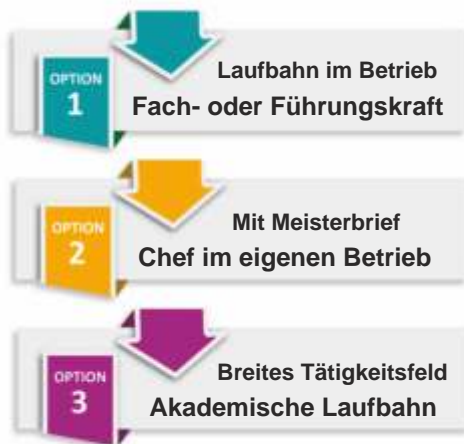 OPTION
1
Laufbahn im Betrieb
Fach- oder Führungskraft
OPTION
2
Mit Meisterbrief
Chef im eigenen Betrieb
OPTION
3
Breites Tätigkeitsfeld
Akademische Laufbahn